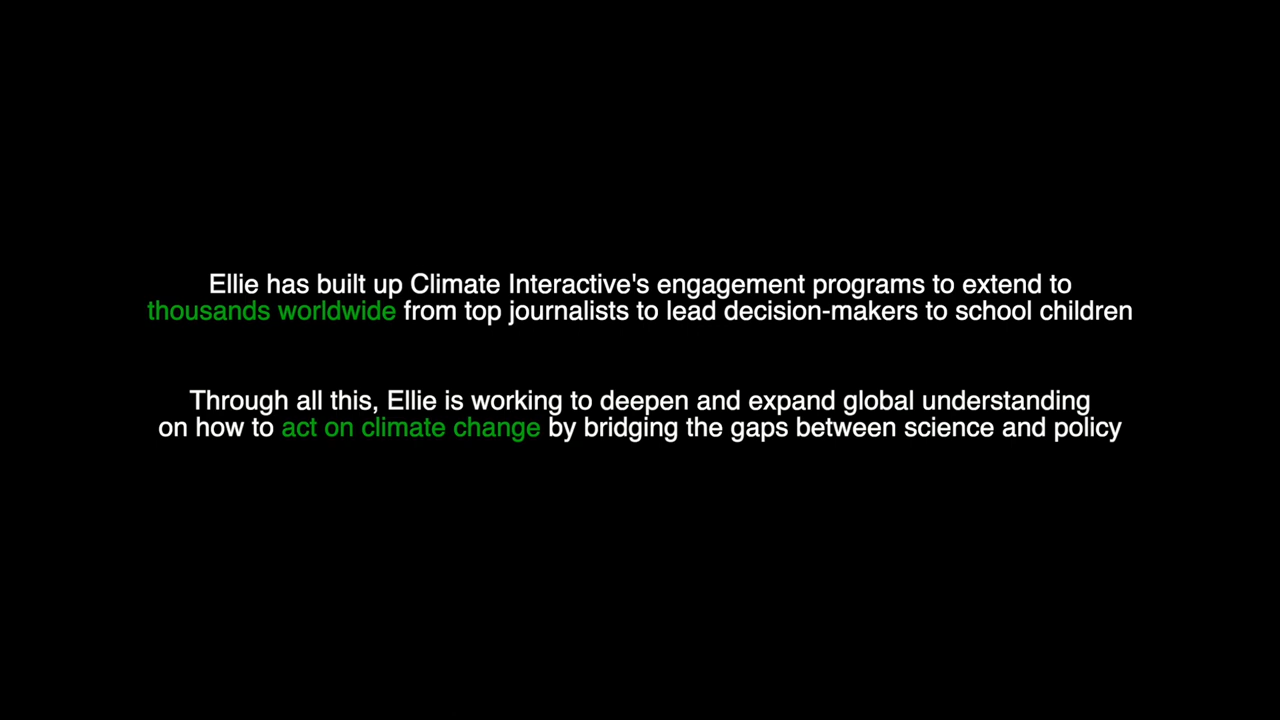 Ellie has built up Climate Interactive's engagement programs to extend to
thousands worldwide from top journalists to lead decision-makers to school children
Through all this, Ellie is working to deepen and expand global understanding
on how to act on climate change by bridging the gaps between science and policy